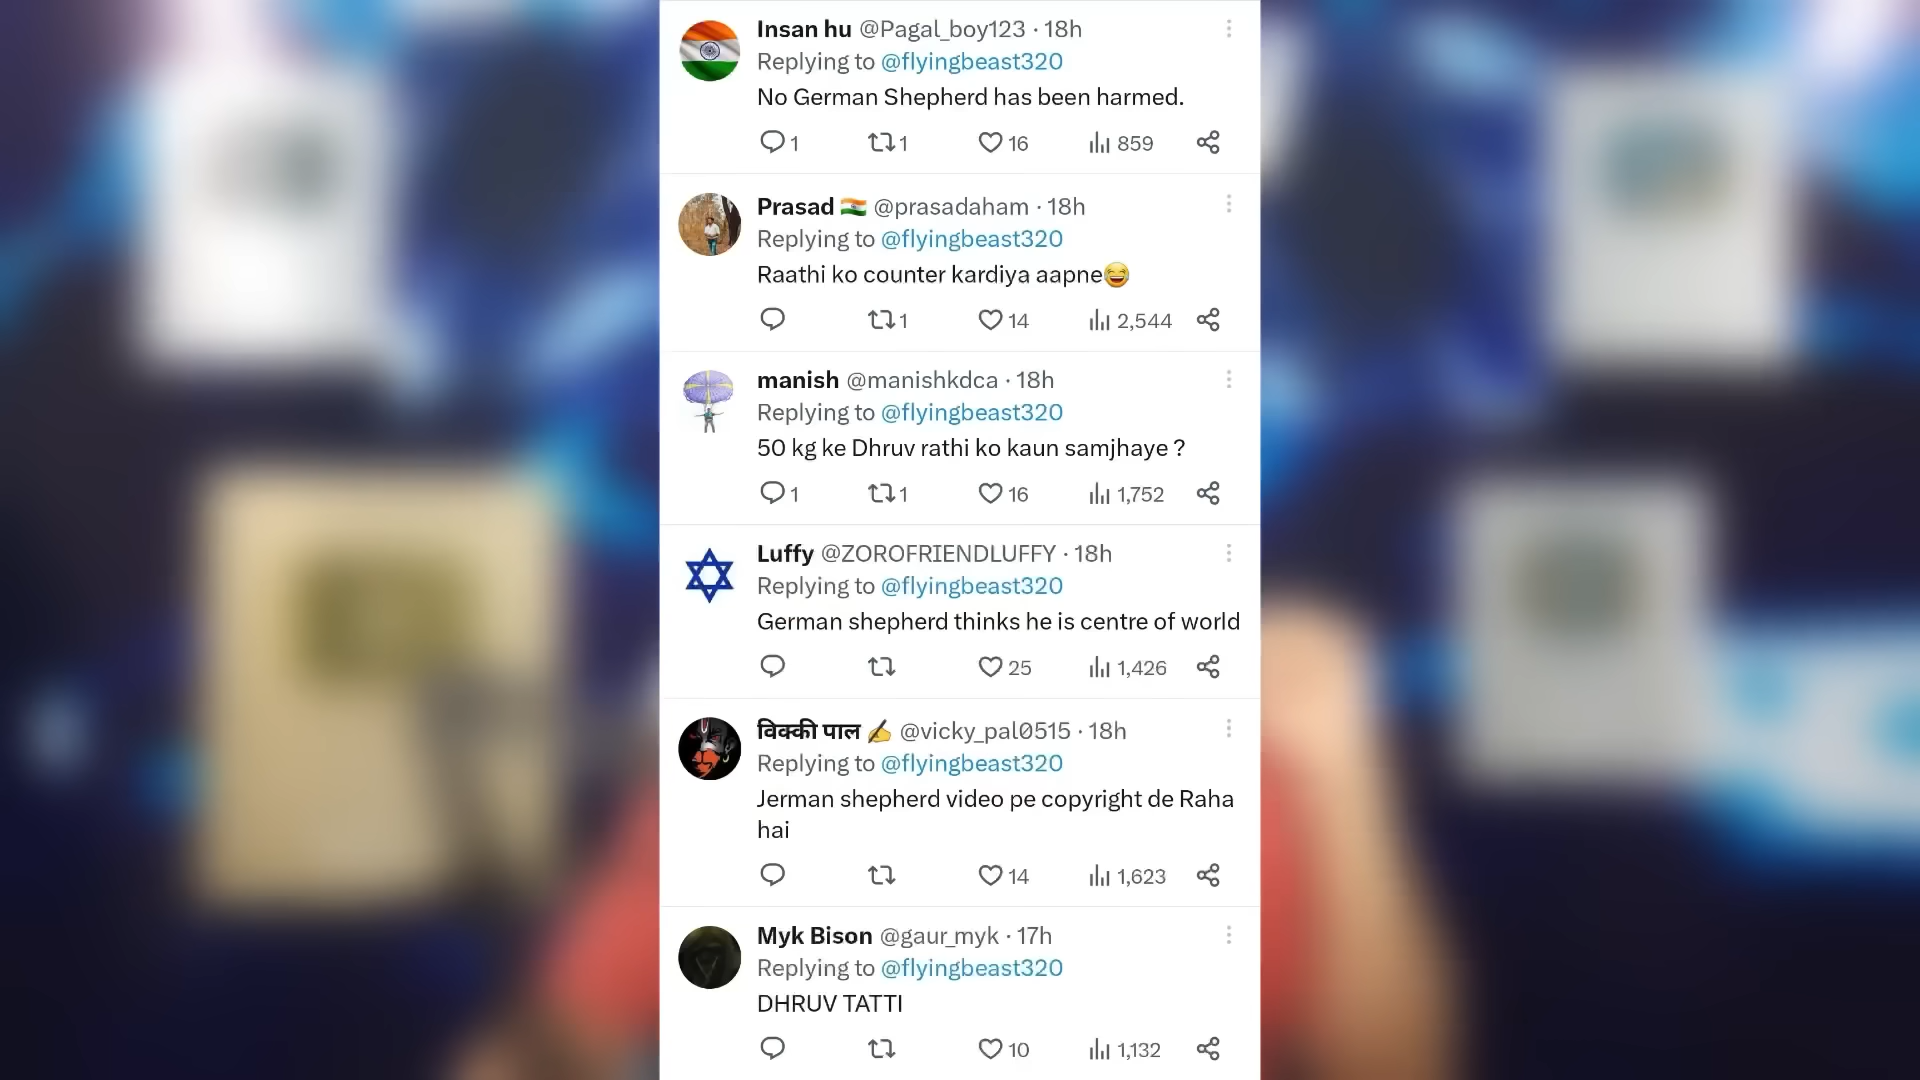 Insan hu @Pagal_boy123 · 18h
Replying to @flyingbeast320
No German Shepherd has been harmed.
1 1 16 859
Prasad 🇮🇳 @prasadaham · 18h
Replying to @flyingbeast320
Raathi ko counter kardiya aapne😂
1 14 2,544
manish @manishkdca · 18h
Replying to @flyingbeast320
50 kg ke Dhruv rathi ko kaun samjhaye ?
1 1 16 1,752
Luffy @ZOROFRIENDLUFFY · 18h
Replying to @flyingbeast320
German shepherd thinks he is centre of world
25 1,426
विक्की पाल ✍️ @vicky_pal0515 · 18h
Replying to @flyingbeast320
Jerman shepherd video pe copyright de Raha
hai
14 1,623
Myk Bison @gaur_myk · 17h
Replying to @flyingbeast320
DHRUV TATTI
10 1,132